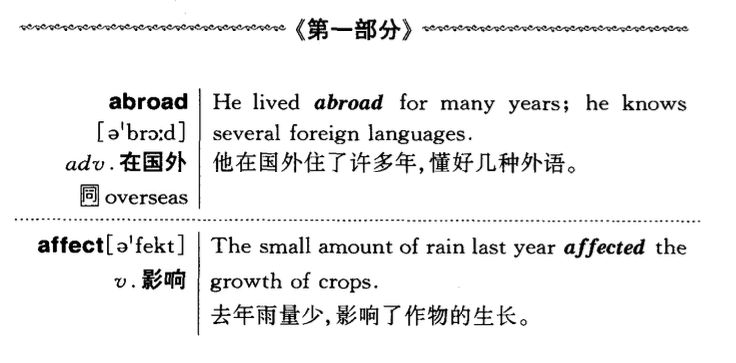 《第一部分》
abroad
[ə'brɔ:d]
adv. 在国外
同 overseas
He lived abroad for many years; he knows
several foreign languages.
他在国外住了许多年,懂好几种外语。
affect[ə'fekt]
v. 影响
The small amount of rain last year affected the
growth of crops.
去年雨量少,影响了作物的生长。